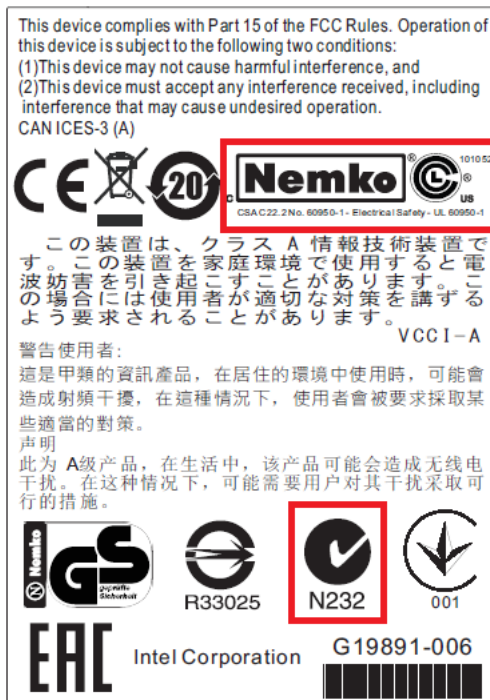 This device complies with Part 15 of the FCC Rules. Operation of
this device is subject to the following two conditions:
(1)This device may not cause harmful interference, and
(2)This device must accept any interference received, including
interference that may cause undesired operation.
CAN ICES-3 (A)
CE 20 C Nemko ® C L ® US 101052
CSA C22.2 No. 60950-1 - Electrical Safety - UL 60950-1
この装置は、クラス A 情報技術装置で
す。この装置を家庭環境で使用すると電
波妨害を引き起こすことがあります。こ
の場合には使用者が適切な対策を講ずる
よう要求されることがあります。
VCCI-A
警告使用者:
這是甲類的資訊產品，在居住的環境中使用時，可能會
造成射頻干擾，在這種情況下，使用者會被要求採取某
些適當的對策。
声明
此为 A级产品，在生活中，该产品可能会造成无线电
干扰。在这种情况下，可能需要用户对其干扰采取可
行的措施。
N Nemko GS geprüfte Sicherheit
R33025 N232 001
EAC Intel Corporation G19891-006